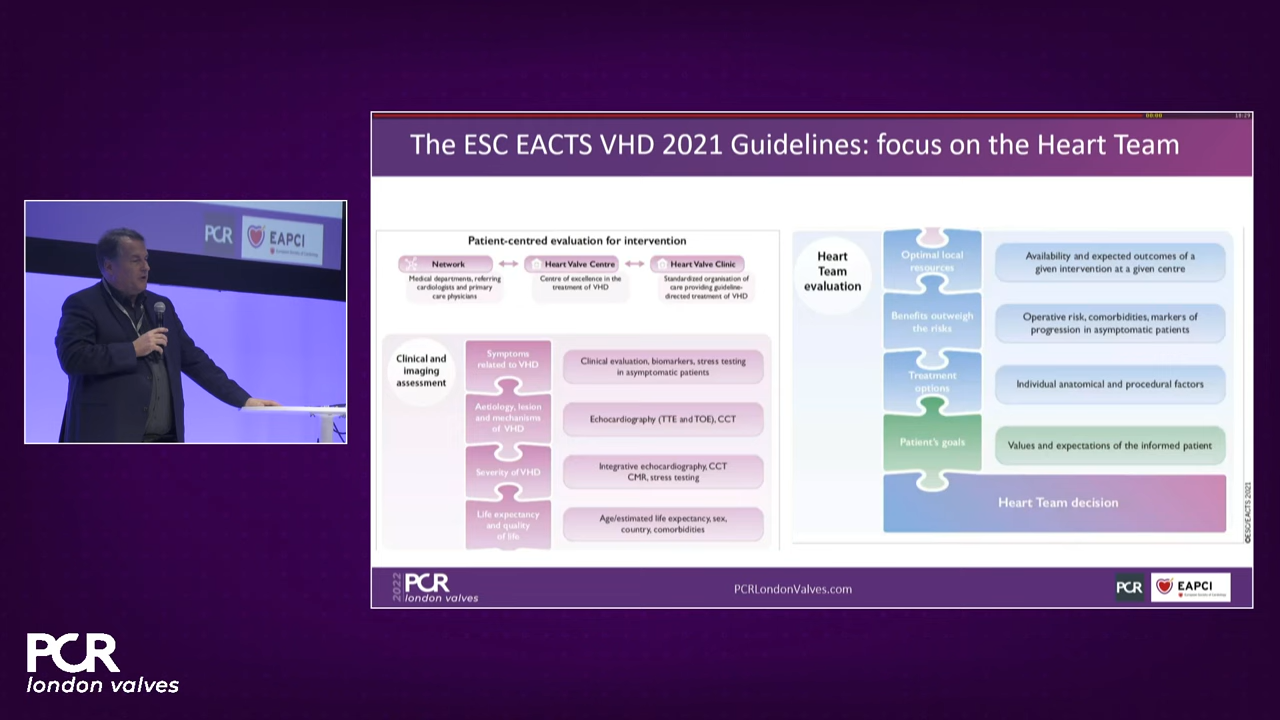 PCR
EAPCI
The ESC EACTS VHD 2021 Guidelines: focus on the Heart Team
00:00
Patient-centred evaluation for intervention
Network
Heart Valve Centre
Heart Valve Clinic
Medical departments, referring
cardiologists and primary
care physicians
Centre of excellence in the
treatment of VHD
Standardized organisation of
care providing guideline-
directed treatment of VHD
Clinical and
imaging
assessment
Symptoms
related to VHD
Clinical evaluation, biomarkers, stress testing
in asymptomatic patients
Aetiology, lesion
and mechanisms
of VHD
Echocardiography (TTE and TOE), CCT
Severity of VHD
Integrative echocardiography, CCT
CMR, stress testing
Life expectancy
and quality
of life
Age/estimated life expectancy, sex,
country, comorbidities
Heart
Team
evaluation
Optimal local
resources
Availability and expected outcomes of a
given intervention at a given centre
Benefits outweigh
the risks
Operative risk, comorbidities, markers of
progression in asymptomatic patients
Treatment
options
Individual anatomical and procedural factors
Patient's goals
Values and expectations of the informed patient
Heart Team decision
©ESC/EACTS 2021
2022
PCR
london valves
PCRLondonValves.com
PCR
EAPCI
PCR
london valves